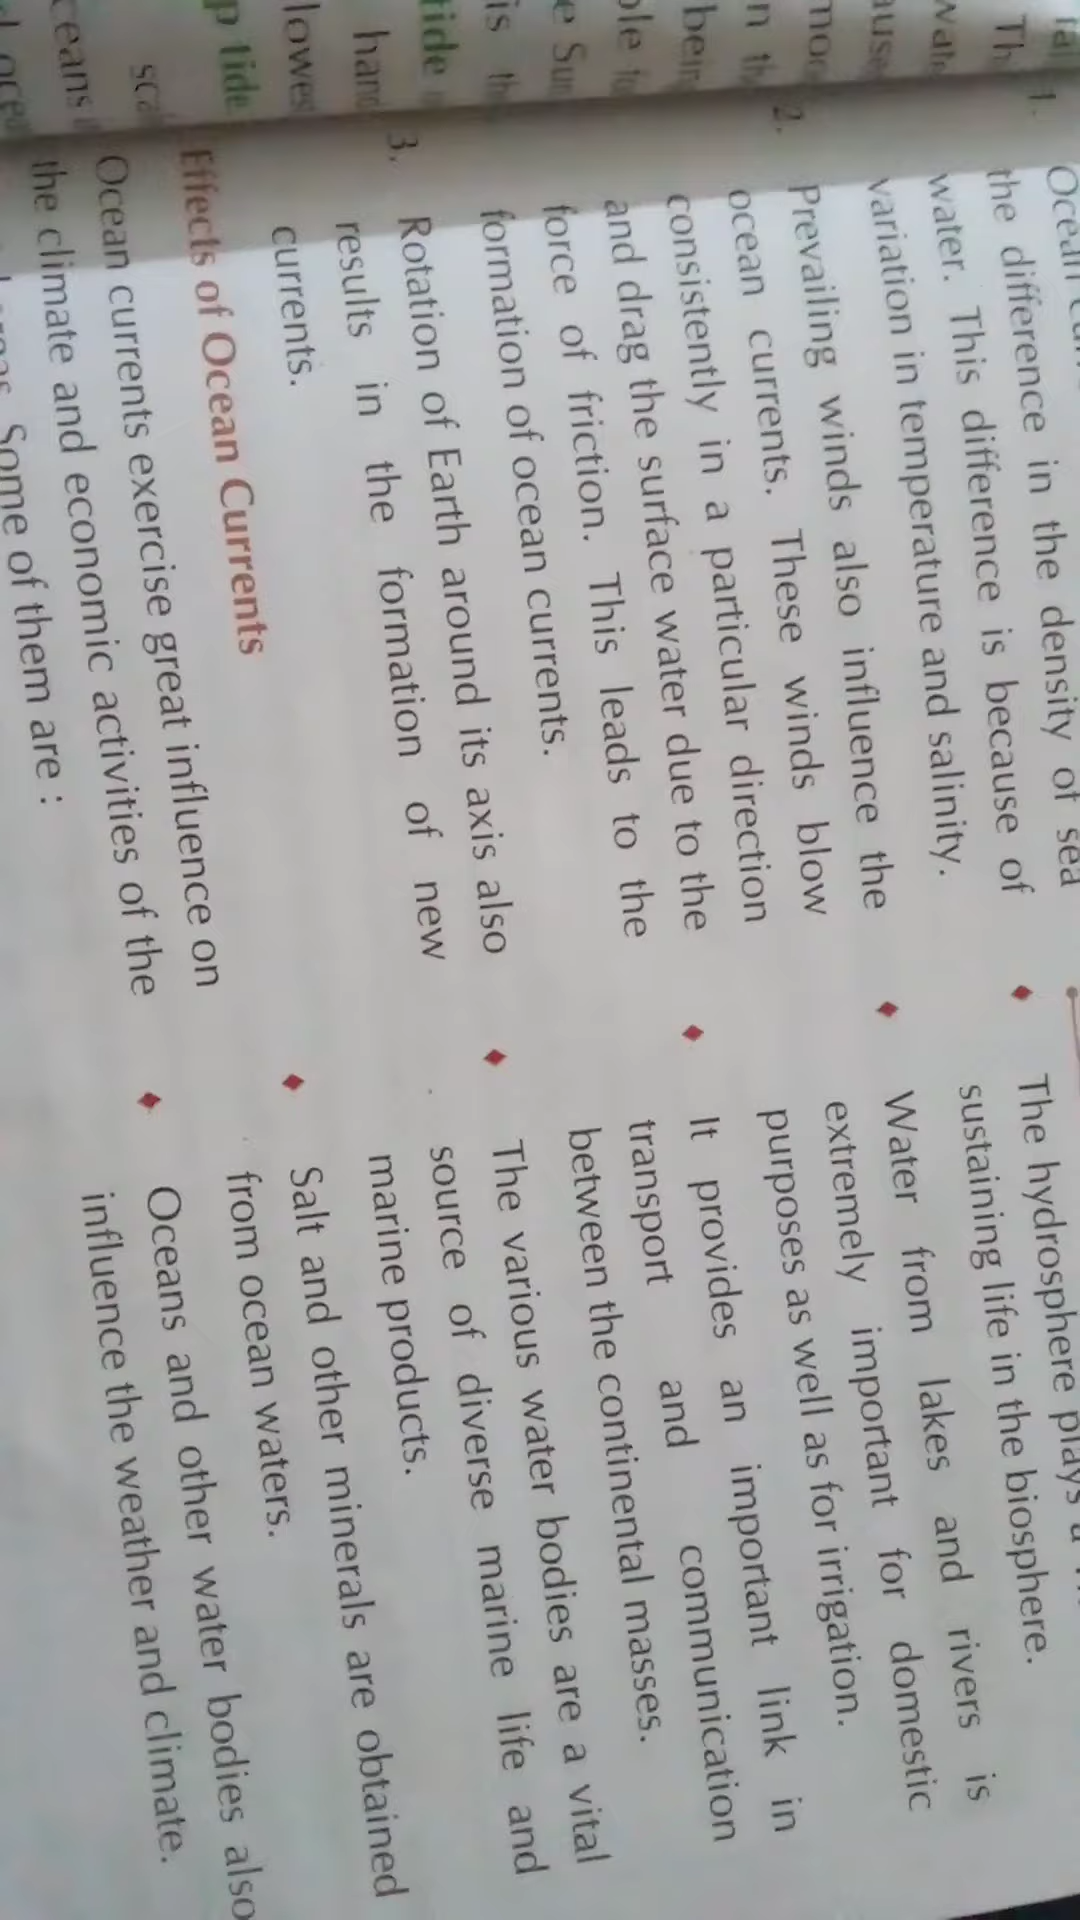 1. Ocean
the difference in the density of sea
water. This difference is because of
variation in temperature and salinity.
2. Prevailing winds also influence the
ocean currents. These winds blow
consistently in a particular direction
and drag the surface water due to the
force of friction. This leads to the
formation of ocean currents.
3. Rotation of Earth around its axis also
results in the formation of new
currents.
Effects of Ocean Currents
Ocean currents exercise great influence on
the climate and economic activities of the
Some of them are :
♦ The hydrosphere plays a
sustaining life in the biosphere.
♦ Water from lakes and rivers is
extremely important for domestic
purposes as well as for irrigation.
♦ It provides an important link in
transport and communication
between the continental masses.
♦ The various water bodies are a vital
source of diverse marine life and
marine products.
♦ Salt and other minerals are obtained
from ocean waters.
♦ Oceans and other water bodies also
influence the weather and climate.